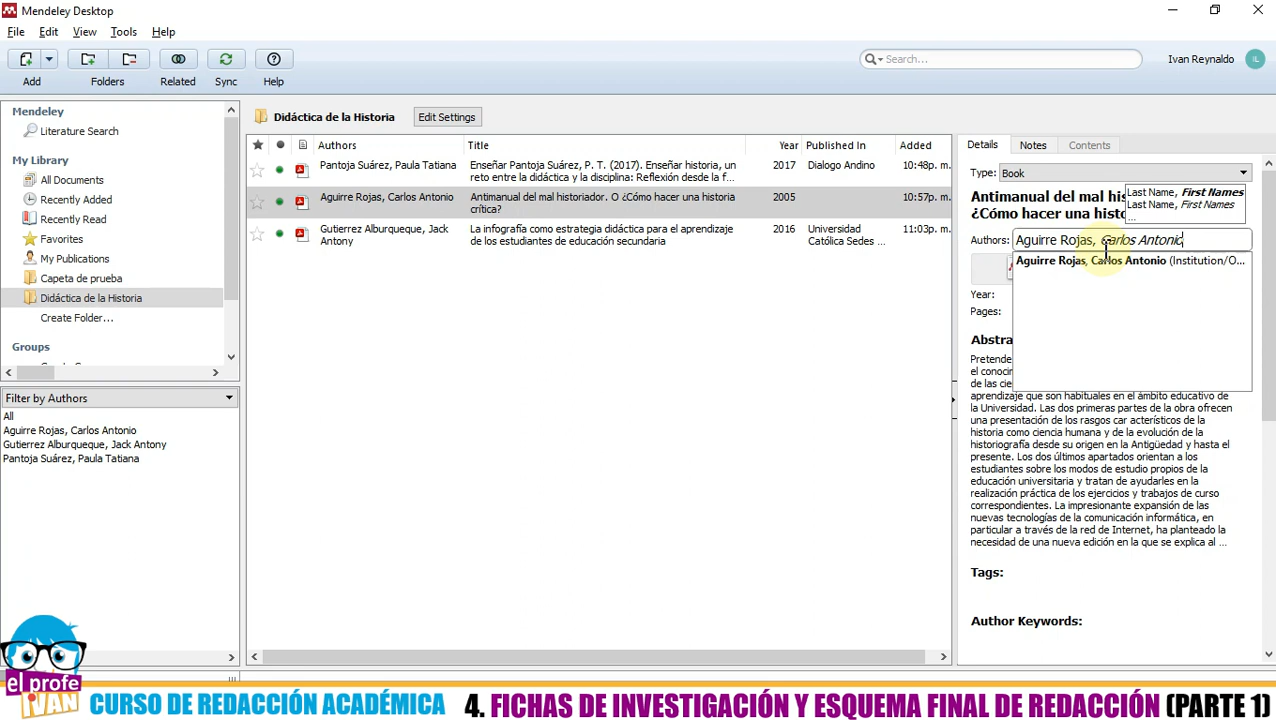 Mendeley Desktop
File Edit View Tools Help
Add Folders Related Sync Help
Search...
Ivan Reynaldo IL
Mendeley
Literature Search
My Library
All Documents
Recently Added
Recently Read
Favorites
My Publications
Capeta de prueba
Didáctica de la Historia
Create Folder...
Groups
Filter by Authors
All
Aguirre Rojas, Carlos Antonio
Gutierrez Alburqueque, Jack Antony
Pantoja Suárez, Paula Tatiana
Didáctica de la Historia Edit Settings
Authors Title Year Published In Added
Pantoja Suárez, Paula Tatiana Enseñar Pantoja Suárez, P. T. (2017). Enseñar historia, un 2017 Dialogo Andino 10:48p. m.
reto entre la didáctica y la disciplina: Reflexión desde la f...
Aguirre Rojas, Carlos Antonio Antimanual del mal historiador. O ¿Cómo hacer una historia 2005 10:57p. m.
crítica?
Gutierrez Alburqueque, Jack La infografía como estrategia didáctica para el aprendizaje 2016 Universidad 11:03p. m.
Antony de los estudiantes de educación secundaria Católica Sedes ...
Details Notes Contents
Type: Book
Antimanual del mal his
¿Cómo hacer una histo
Last Name, First Names
Last Name, First Names
...
Authors: Aguirre Rojas, Carlos Antonio
Aguirre Rojas, Carlos Antonio (Institution/O...
Year:
Pages:
Abstra
Pretende
el conocin
de las cie
aprendizaje que son habituales en el ámbito educativo de
la Universidad. Las dos primeras partes de la obra ofrecen
una presentación de los rasgos car acterísticos de la
historia como ciencia humana y de la evolución de la
historiografía desde su origen en la Antigüedad y hasta el
presente. Los dos últimos apartados orientan a los
estudiantes sobre los modos de estudio propios de la
educación universitaria y tratan de ayudarles en la
realización práctica de los ejercicios y trabajos de curso
correspondientes. La impresionante expansión de las
nuevas tecnologías de la comunicación informática, en
particular a través de la red de Internet, ha planteado la
necesidad de una nueva edición en la que se explica al ...
Tags:
Author Keywords:
el profe
iVAN
CURSO DE REDACCIÓN ACADÉMICA 4. FICHAS DE INVESTIGACIÓN Y ESQUEMA FINAL DE REDACCIÓN (PARTE 1)